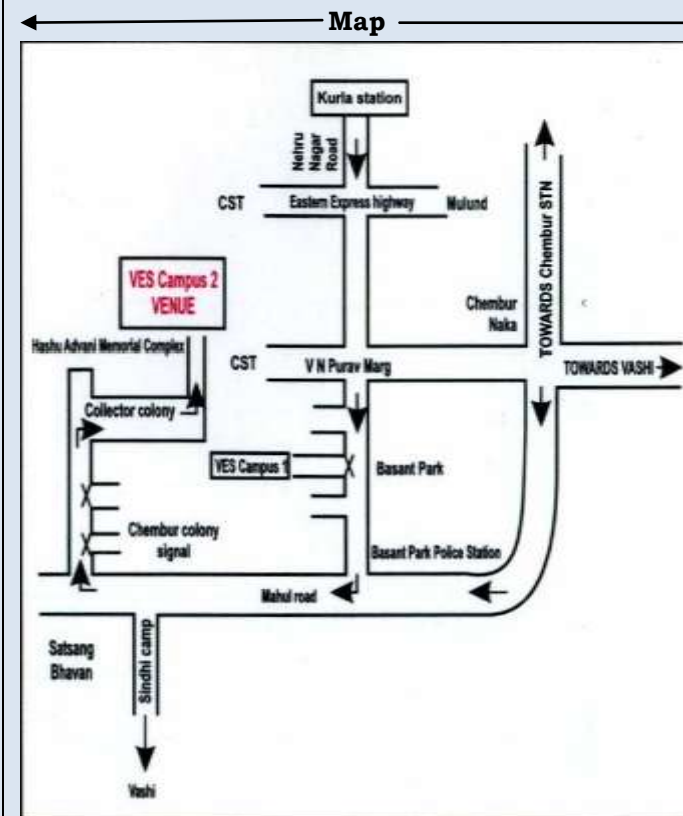 Map
Kurla station
Nehru
Nagar
Road
CST
Eastern Express highway
Mulund
TOWARDS Chembur STN
VES Campus 2
VENUE
Chembur
Naka
Hashu Advani Memorial Complex
CST
V N Purav Marg
TOWARDS VASHI
Collector colony
VES Campus 1
Basant Park
Chembur colony
signal
Basant Park Police Station
Mahul road
Satsang
Bhavan
Sindhi camp
Vashi